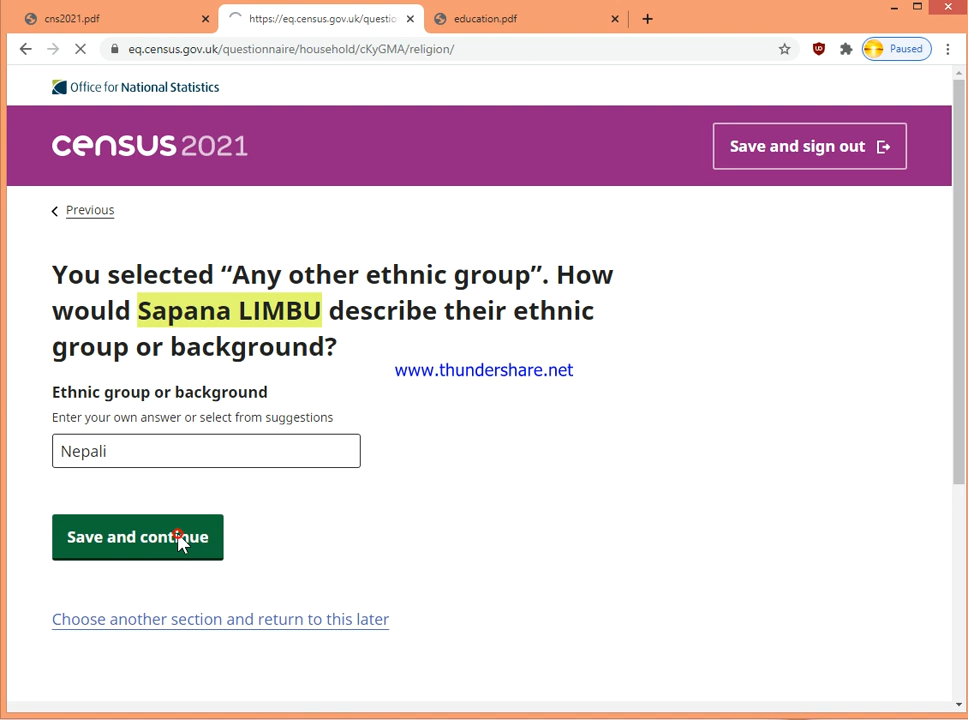 cns2021.pdf
https://eq.census.gov.uk/questio
education.pdf
eq.census.gov.uk/questionnaire/household/cKyGMA/religion/
Paused
Office for National Statistics
census 2021
Save and sign out
Previous
You selected “Any other ethnic group”. How
would Sapana LIMBU describe their ethnic
group or background?
www.thundershare.net
Ethnic group or background
Enter your own answer or select from suggestions
Nepali
Save and continue
Choose another section and return to this later